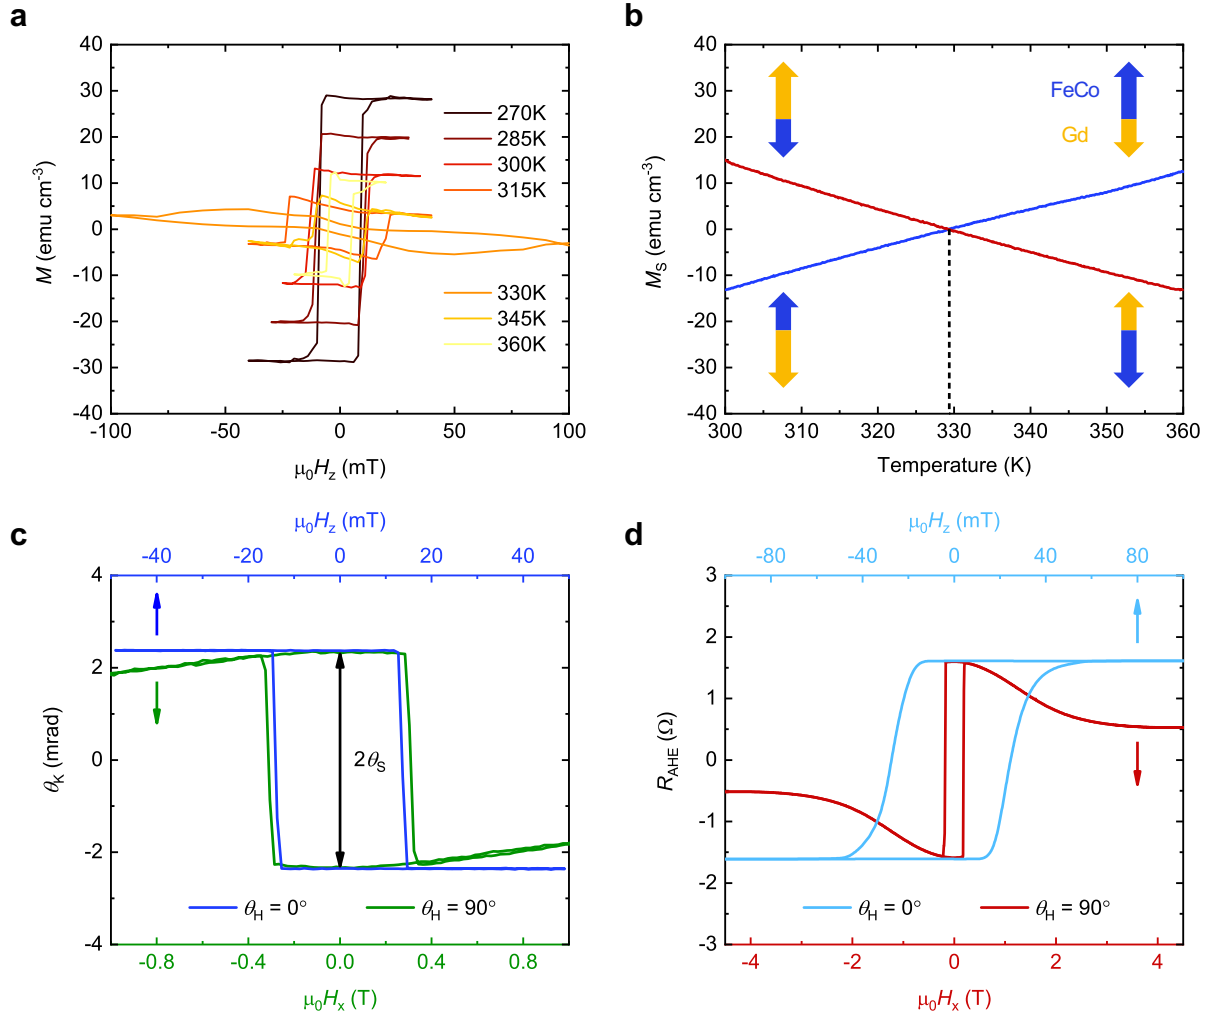 a
40
30
20
10
0
-10
-20
-30
-40
M (emu cm⁻³)
270K
285K
300K
315K
330K
345K
360K
-100
-50
0
50
100
μ₀Hz (mT)
b
40
30
20
10
0
-10
-20
-30
-40
MS (emu cm⁻³)
FeCo
Gd
300
310
320
330
340
350
360
Temperature (K)
c
μ₀Hz (mT)
-40
-20
0
20
40
4
2
0
-2
-4
θK (mrad)
2θS
θH = 0°
θH = 90°
-0.8
-0.4
0.0
0.4
0.8
μ₀Hx (T)
d
μ₀Hz (mT)
-80
-40
0
40
80
3
2
1
0
-1
-2
-3
RAHE (Ω)
θH = 0°
θH = 90°
-4
-2
0
2
4
μ₀Hx (T)